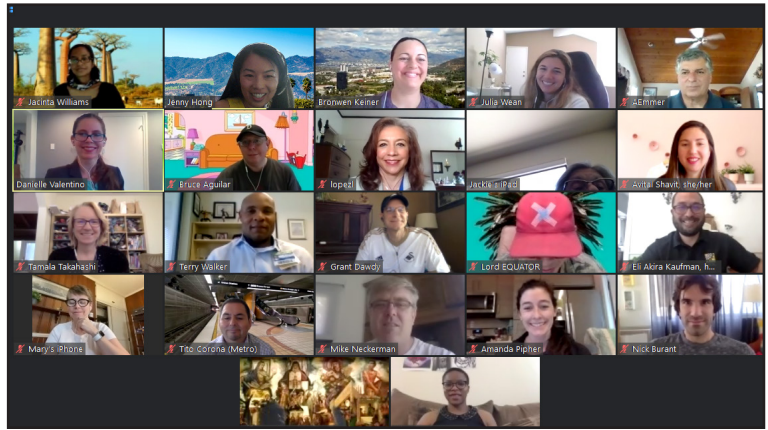 Jacinta Williams
Jenny Hong
Bronwen Keiner
Julia Wean
AEmmer
Danielle Valentino
Bruce Aguilar
lopezl
Jackie's iPad
Avital Shavit, she/her
Tamala Takahashi
Terry Walker
Grant Dawdy
Lord EQUATOR
Eli Akira Kaufman, h...
Mary's iPhone
Tito Corona (Metro)
Mike Neckerman
Amanda Pipher
Nick Burant